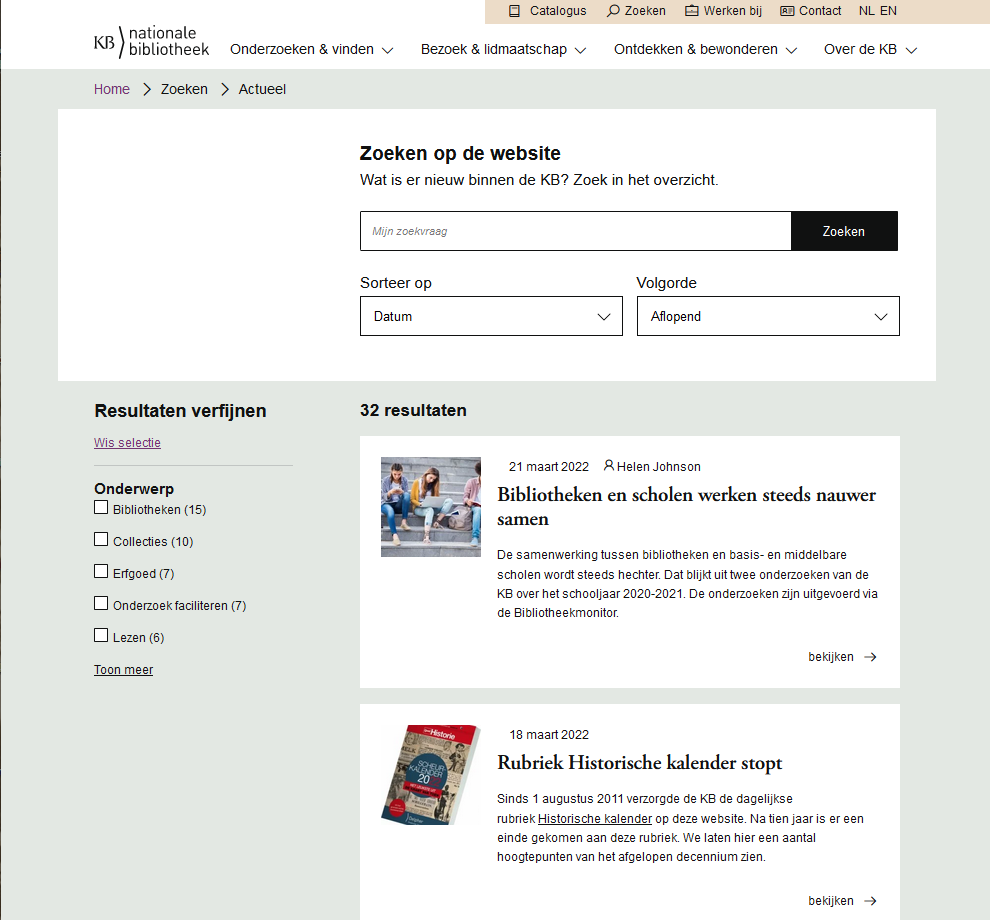 Catalogus Zoeken Werken bij Contact NL EN
KB nationale bibliotheek
Onderzoeken & vinden Bezoek & lidmaatschap Ontdekken & bewonderen Over de KB
Home Zoeken Actueel
Zoeken op de website
Wat is er nieuw binnen de KB? Zoek in het overzicht.
Mijn zoekvraag Zoeken
Sorteer op Volgorde
Datum Aflopend
Resultaten verfijnen
Wis selectie
Onderwerp
Bibliotheken (15)
Collecties (10)
Erfgoed (7)
Onderzoek faciliteren (7)
Lezen (6)
Toon meer
32 resultaten
21 maart 2022 Helen Johnson
Bibliotheken en scholen werken steeds nauwer
samen
De samenwerking tussen bibliotheken en basis- en middelbare
scholen wordt steeds hechter. Dat blijkt uit twee onderzoeken van de
KB over het schooljaar 2020-2021. De onderzoeken zijn uitgevoerd via
de Bibliotheekmonitor.
bekijken
Historie
SCHEUR-
KALENDER
20
18 maart 2022
Rubriek Historische kalender stopt
Sinds 1 augustus 2011 verzorgde de KB de dagelijkse
rubriek Historische kalender op deze website. Na tien jaar is er een
einde gekomen aan deze rubriek. We laten hier een aantal
hoogtepunten van het afgelopen decennium zien.
bekijken